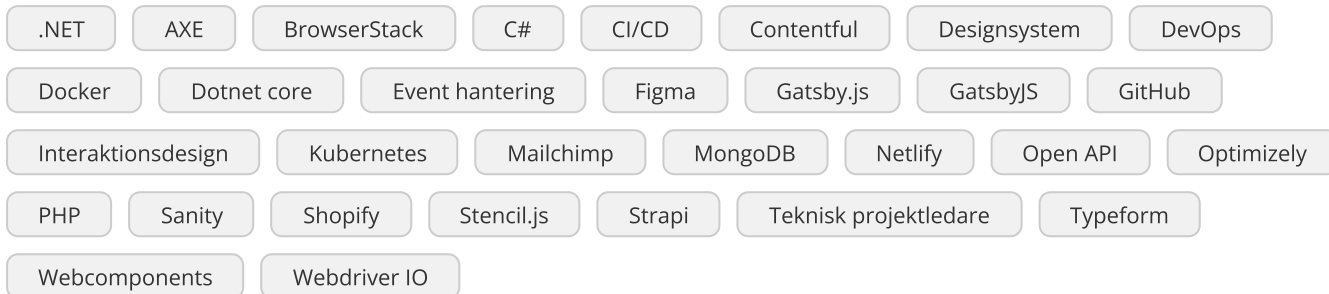 .NET AXE BrowserStack C# CI/CD Contentful Designsystem DevOps
Docker Dotnet core Event hantering Figma Gatsby.js GatsbyJS GitHub
Interaktionsdesign Kubernetes Mailchimp MongoDB Netlify Open API Optimizely
PHP Sanity Shopify Stencil.js Strapi Teknisk projektledare Typeform
Webcomponents Webdriver IO